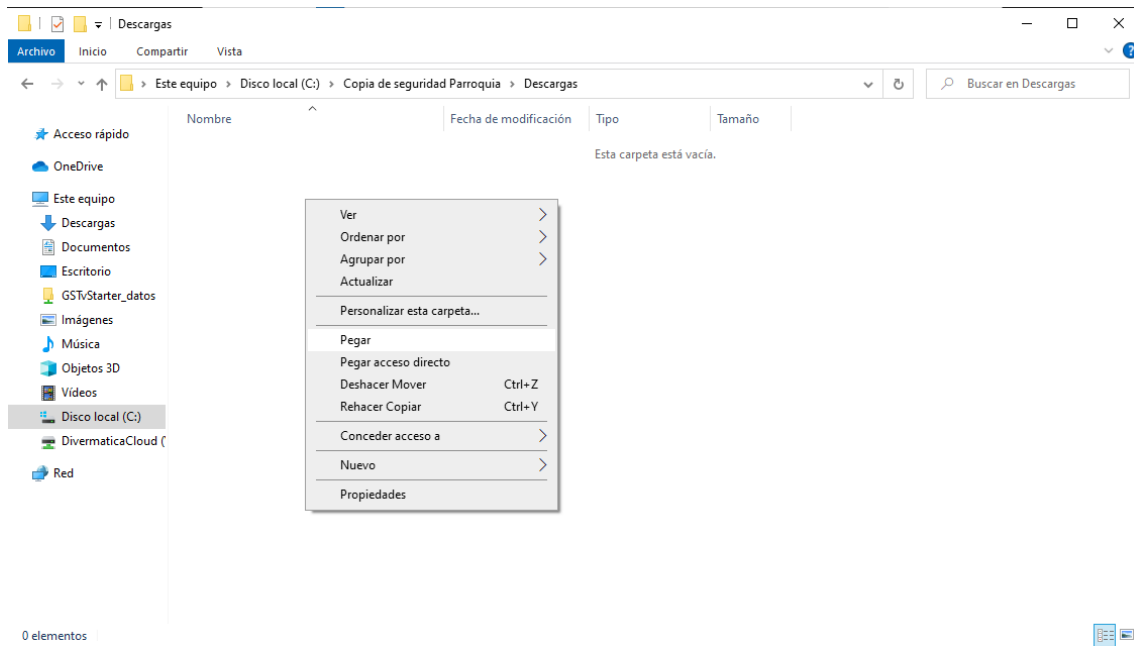 Descargas
Archivo Inicio Compartir Vista
Este equipo > Disco local (C:) > Copia de seguridad Parroquia > Descargas
Buscar en Descargas
Nombre Fecha de modificación Tipo Tamaño
Esta carpeta está vacía.
Acceso rápido
OneDrive
Este equipo
Descargas
Documentos
Escritorio
GSTvStarter_datos
Imágenes
Música
Objetos 3D
Vídeos
Disco local (C:)
DivermaticaCloud (
Red
Ver
Ordenar por
Agrupar por
Actualizar
Personalizar esta carpeta...
Pegar
Pegar acceso directo
Deshacer Mover Ctrl+Z
Rehacer Copiar Ctrl+Y
Conceder acceso a
Nuevo
Propiedades
0 elementos